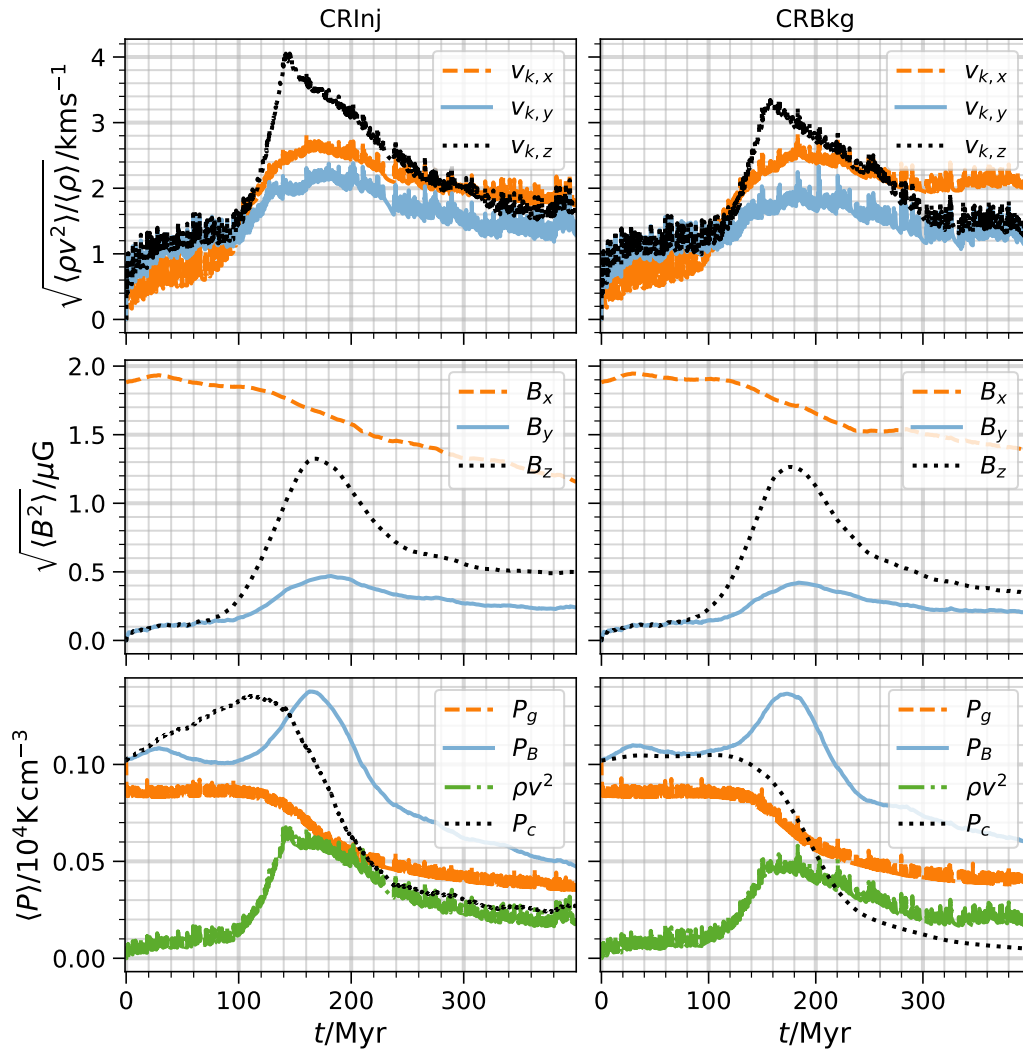 CRInj CRBkg
√⟨ρv²⟩/⟨ρ⟩/kms⁻¹
4
3
2
1
0
v_{k,x}
v_{k,y}
v_{k,z}
v_{k,x}
v_{k,y}
v_{k,z}
√⟨B²⟩/μG
2.0
1.5
1.0
0.5
0.0
B_x
B_y
B_z
B_x
B_y
B_z
⟨P⟩/10⁴K cm⁻³
0.10
0.05
0.00
P_g
P_B
ρv²
P_c
P_g
P_B
ρv²
P_c
0 100 200 300 0 100 200 300
t/Myr t/Myr